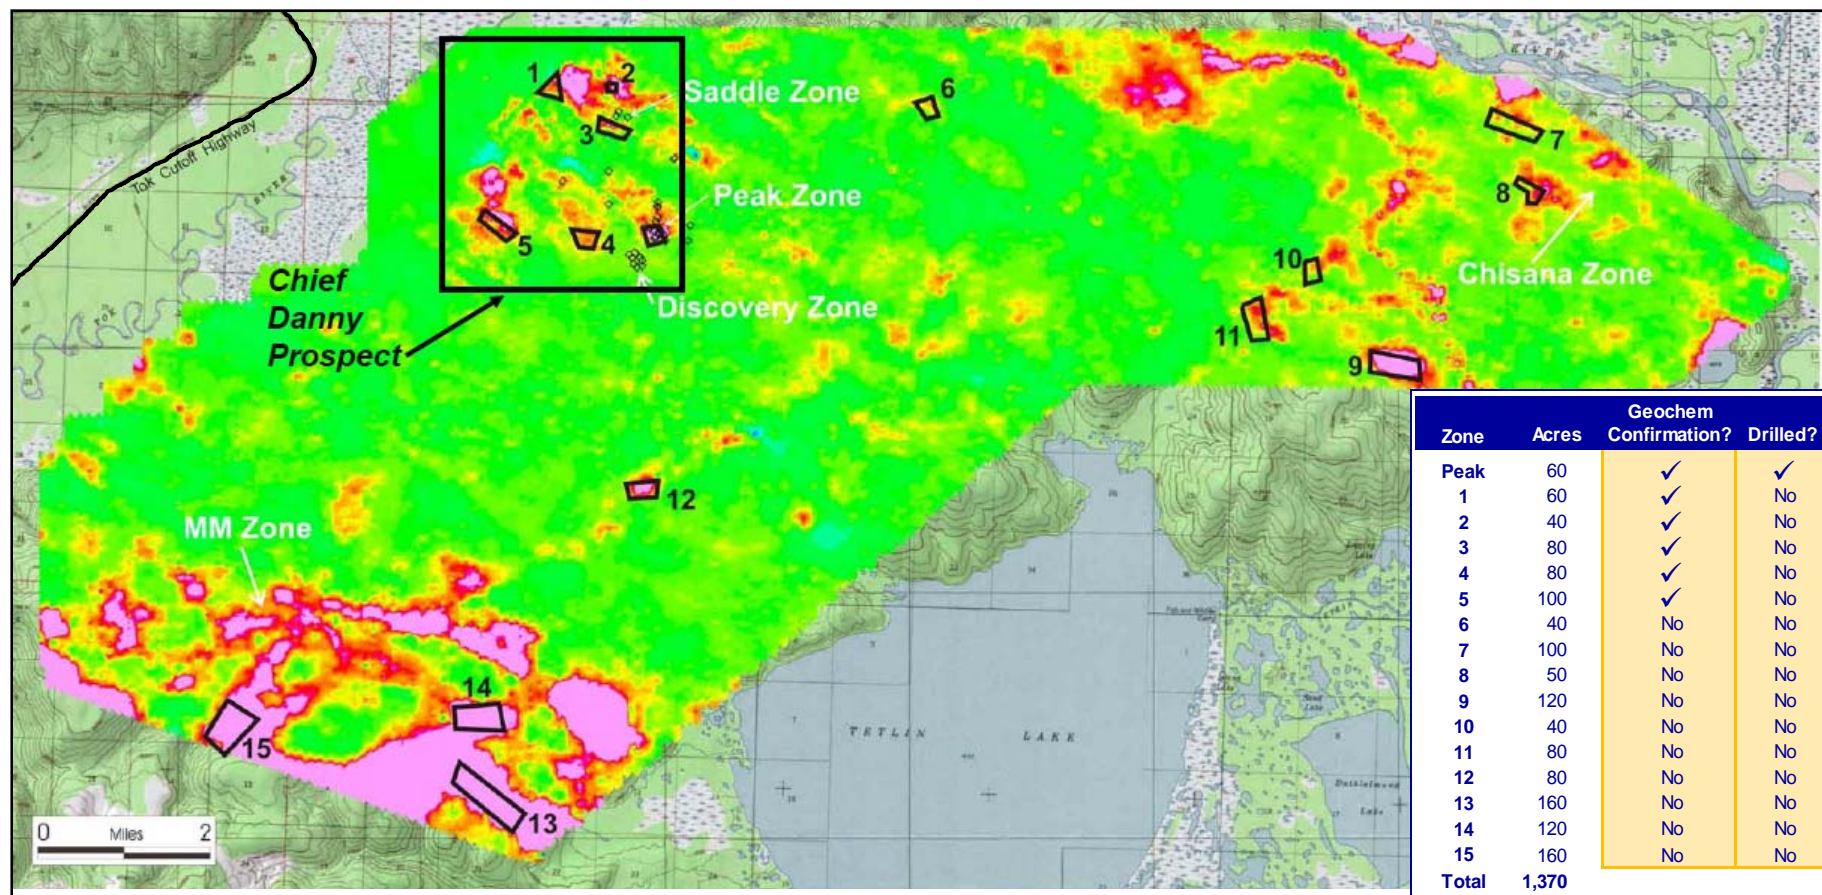 1
2
Saddle Zone
3
6
7
8
Tok Cutoff Highway
RIVER
TOK
RIVER
Peak Zone
5
4
10
Chisana Zone
Chief
Danny
Prospect
Discovery Zone
11
9
12
MM Zone
14
15
13
TETLIN LAKE
0 Miles 2
Zone Acres Geochem Confirmation? Drilled?
Peak 60 ✓ ✓
1 60 ✓ No
2 40 ✓ No
3 80 ✓ No
4 80 ✓ No
5 100 ✓ No
6 40 No No
7 100 No No
8 50 No No
9 120 No No
10 40 No No
11 80 No No
12 80 No No
13 160 No No
14 120 No No
15 160 No No
Total 1,370